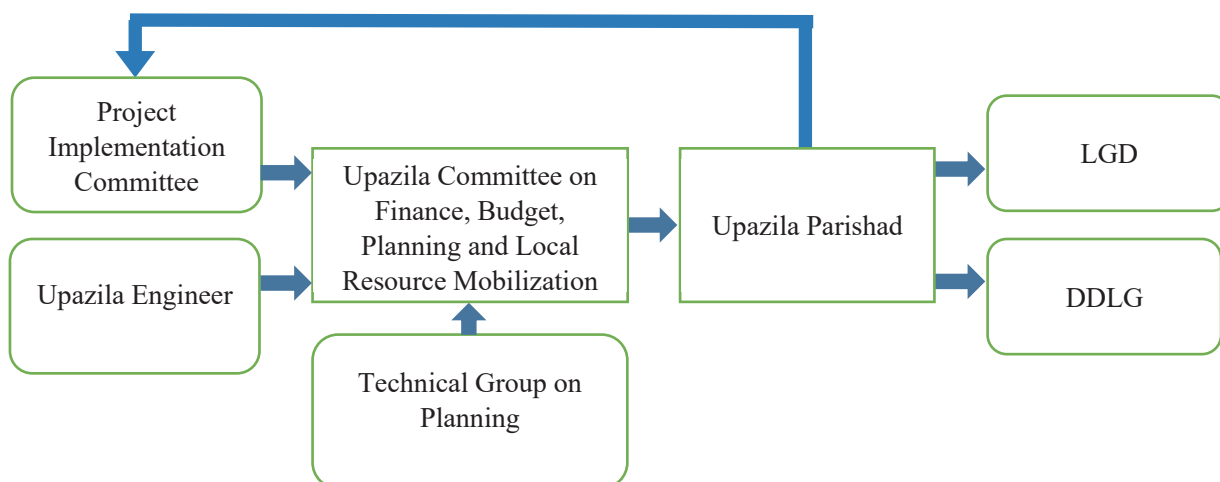 Project
Implementation
Committee
Upazila Engineer
Upazila Committee on
Finance, Budget,
Planning and Local
Resource Mobilization
Technical Group on
Planning
Upazila Parishad
LGD
DDLG